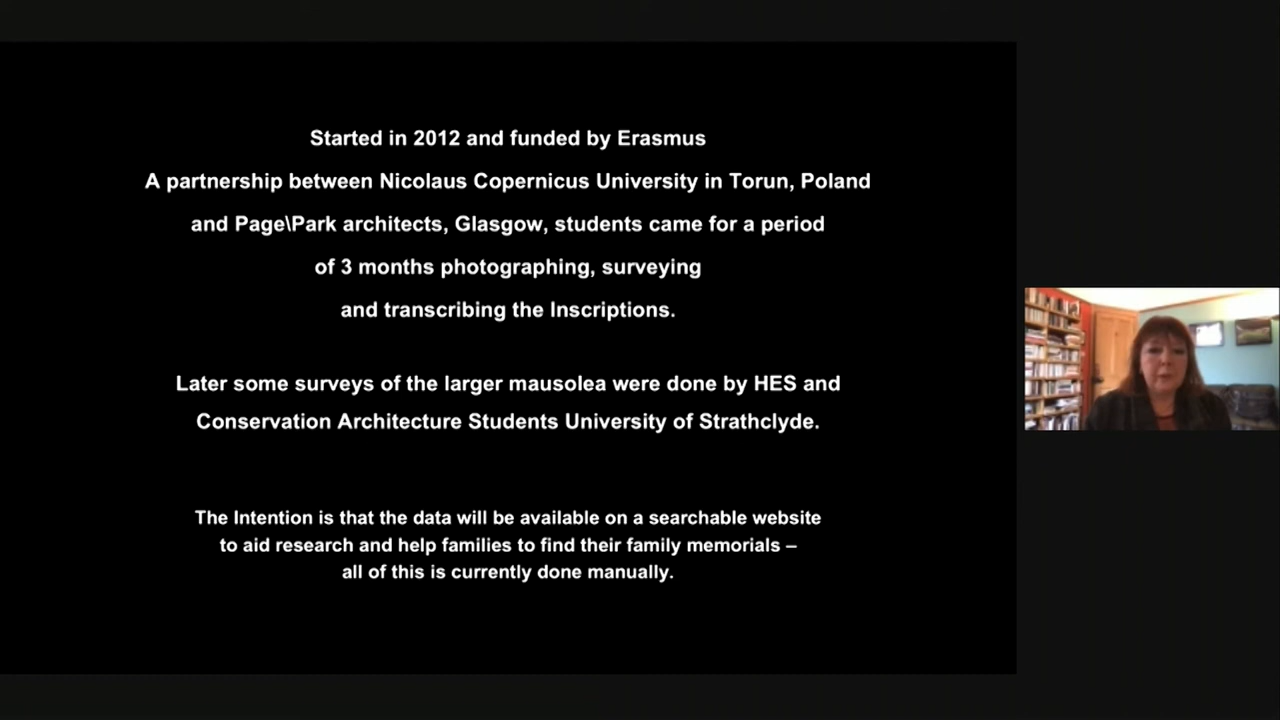 Started in 2012 and funded by Erasmus
A partnership between Nicolaus Copernicus University in Torun, Poland
and Page\Park architects, Glasgow, students came for a period
of 3 months photographing, surveying
and transcribing the Inscriptions.
Later some surveys of the larger mausolea were done by HES and
Conservation Architecture Students University of Strathclyde.
The Intention is that the data will be available on a searchable website
to aid research and help families to find their family memorials –
all of this is currently done manually.